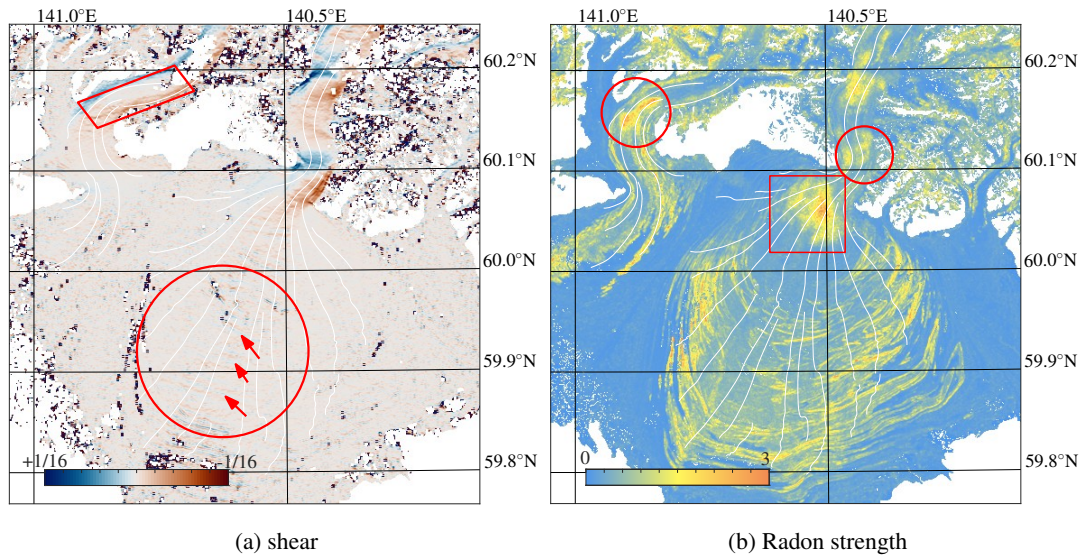 141.0°E 140.5°E 141.0°E 140.5°E
60.2°N 60.2°N
60.1°N 60.1°N
60.0°N 60.0°N
59.9°N 59.9°N
+1/16 1/16 59.8°N 0 3 59.8°N
(a) shear (b) Radon strength